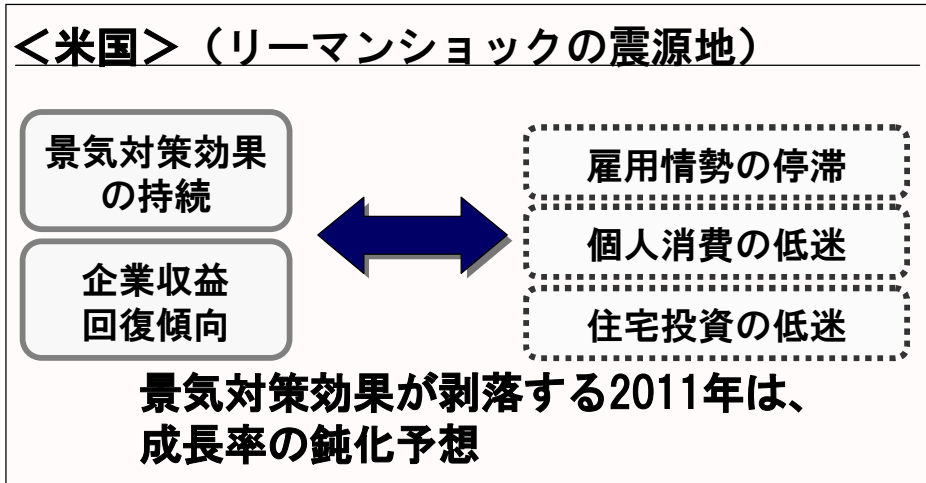 ＜米国＞（リーマンショックの震源地）
景気対策効果
の持続
企業収益
回復傾向
雇用情勢の停滞
個人消費の低迷
住宅投資の低迷
景気対策効果が剥落する2011年は、
成長率の鈍化予想